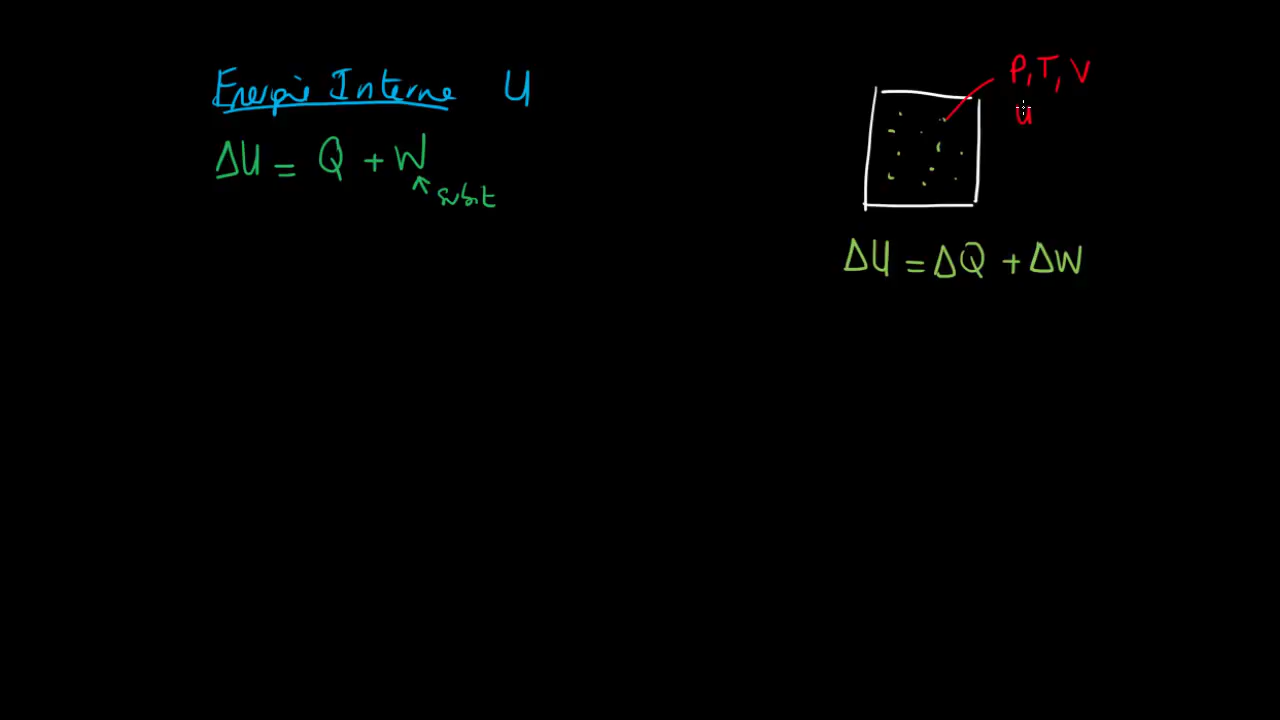 Energie Interne U
ΔU = Q + W
subit
P, T, V
U
ΔU = ΔQ + ΔW